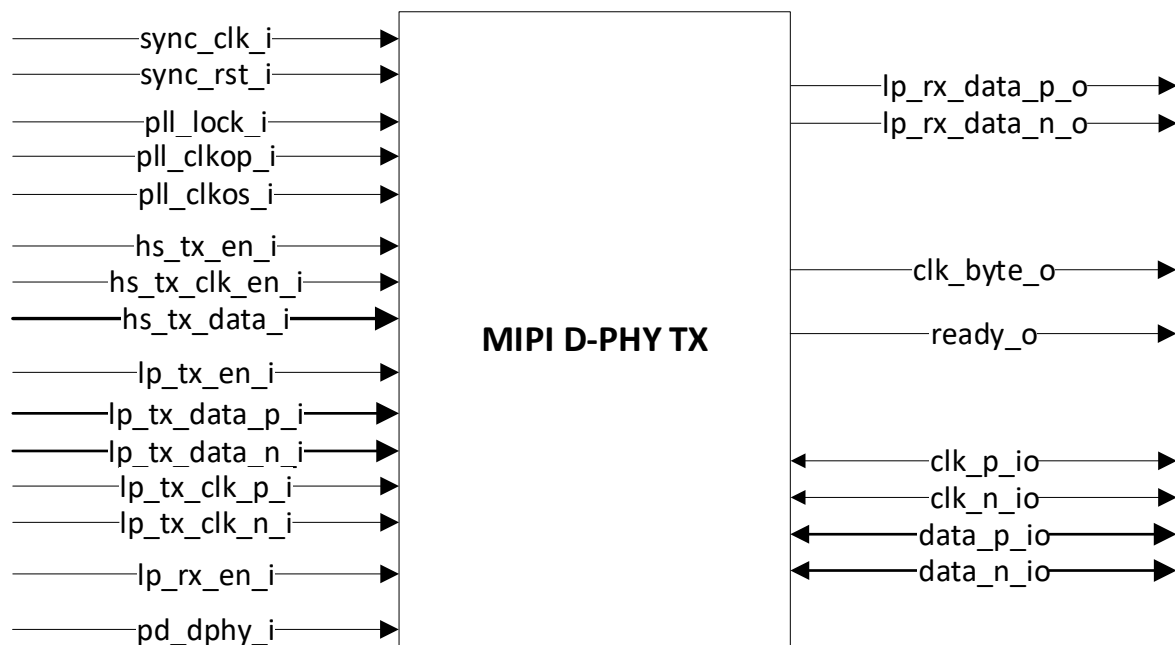 sync_clk_i
sync_rst_i
pll_lock_i
pll_clkop_i
pll_clkos_i
hs_tx_en_i
hs_tx_clk_en_i
hs_tx_data_i
lp_tx_en_i
lp_tx_data_p_i
lp_tx_data_n_i
lp_tx_clk_p_i
lp_tx_clk_n_i
lp_rx_en_i
pd_dphy_i
MIPI D-PHY TX
lp_rx_data_p_o
lp_rx_data_n_o
clk_byte_o
ready_o
clk_p_io
clk_n_io
data_p_io
data_n_io